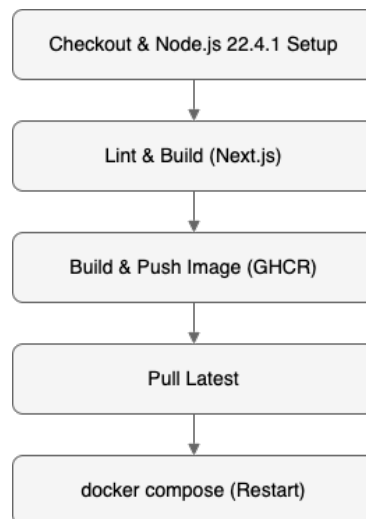 Checkout & Node.js 22.4.1 Setup
Lint & Build (Next.js)
Build & Push Image (GHCR)
Pull Latest
docker compose (Restart)